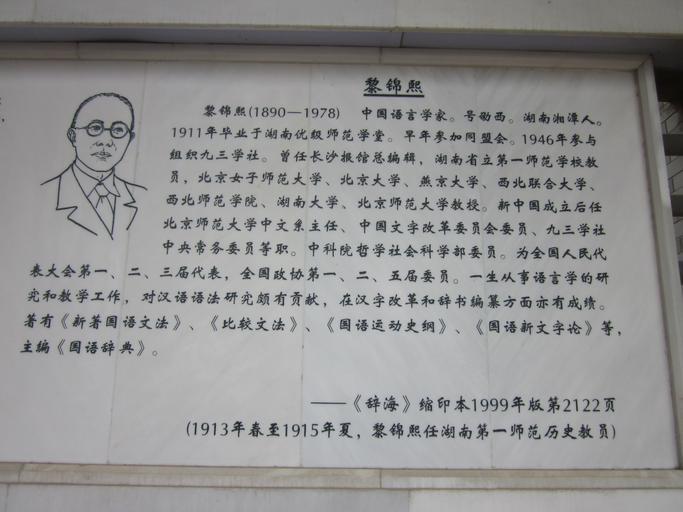 黎锦熙
黎锦熙(1890—1978) 中国语言学家。号劭西。湖南湘潭人。
1911年毕业于湖南优级师范学堂。早年参加同盟会。1946年参与
组织九三学社。曾任长沙报馆总编辑，湖南省立第一师范学校教
员，北京女子师范大学、北京大学、燕京大学、西北联合大学、
西北师范学院、湖南大学、北京师范大学教授。新中国成立后任
北京师范大学中文系主任、中国文字改革委员会委员、九三学社
中央常务委员等职。中科院哲学社会科学部委员。为全国人民代
表大会第一、二、三届代表，全国政协第一、二、五届委员。一生从事语言学的研
究和教学工作，对汉语语法研究颇有贡献，在汉字改革和辞书编纂方面亦有成绩。
著有《新著国语文法》、《比较文法》、《国语运动史纲》、《国语新文字论》等，
主编《国语辞典》。
——《辞海》缩印本1999年版第2122页
(1913年春至1915年夏，黎锦熙任湖南第一师范历史教员)